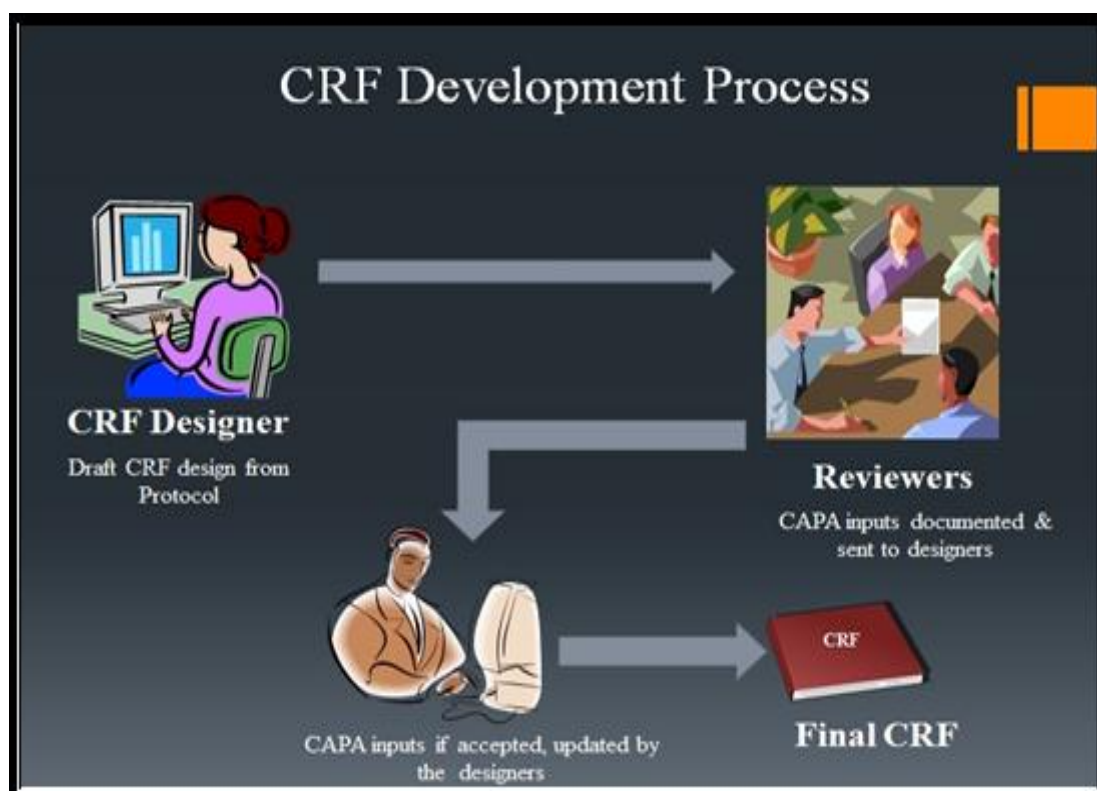 CRF Development Process
CRF Designer
Draft CRF design from
Protocol
Reviewers
CAPA inputs documented &
sent to designers
CAPA inputs if accepted, updated by
the designers
CRF
Final CRF